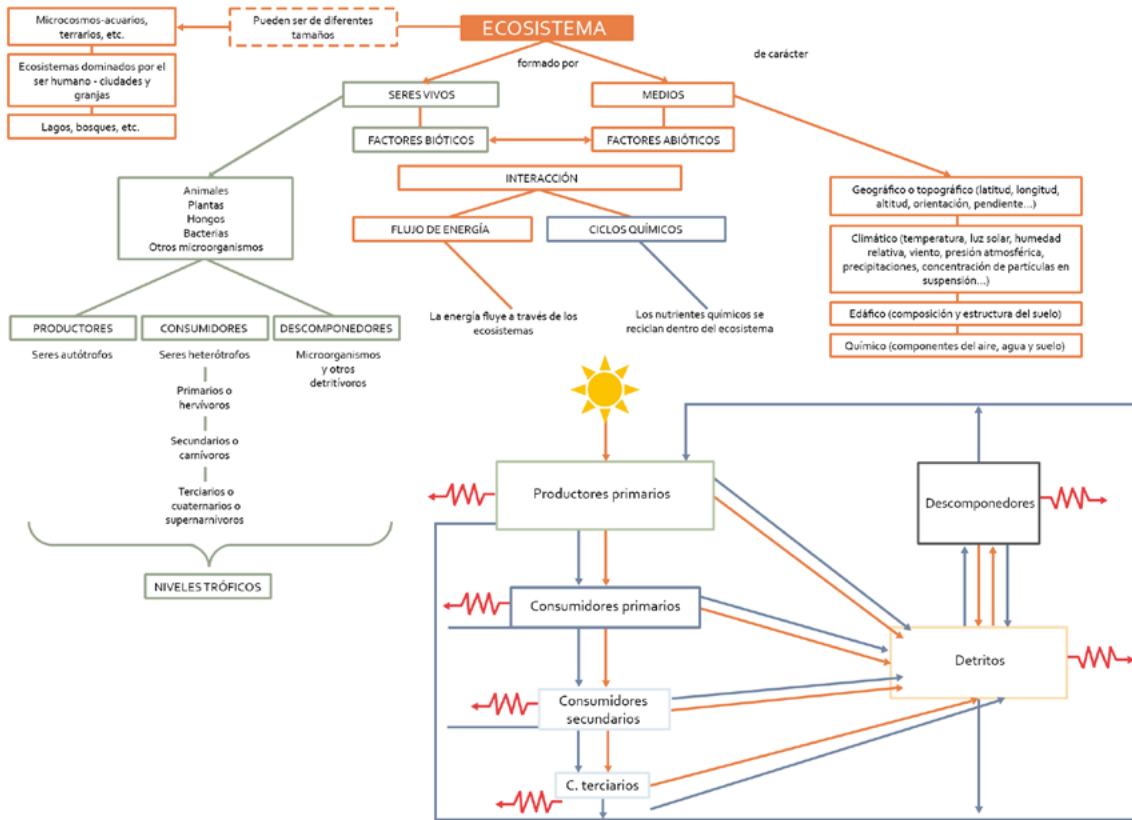 Microcosmos-acuarios,
terrarios, etc.
Pueden ser de diferentes
tamaños
ECOSISTEMA
Ecosistemas dominados por el
ser humano - ciudades y
granjas
Lagos, bosques, etc.
formado por
de carácter
SERES VIVOS
MEDIOS
FACTORES BIÓTICOS
FACTORES ABIÓTICOS
INTERACCIÓN
FLUJO DE ENERGÍA
CICLOS QUÍMICOS
La energía fluye a través de los
ecosistemas
Los nutrientes químicos se
reciclan dentro del ecosistema
Animales
Plantas
Hongos
Bacterias
Otros microorganismos
Geográfico o topográfico (latitud, longitud,
altitud, orientación, pendiente...)
Climático (temperatura, luz solar, humedad
relativa, viento, presión atmosférica,
precipitaciones, concentración de partículas en
suspensión...)
Edáfico (composición y estructura del suelo)
Químico (componentes del aire, agua y suelo)
PRODUCTORES
CONSUMIDORES
DESCOMPONEDORES
Seres autótrofos
Seres heterótrofos
Microorganismos
y otros
detritívoros
Primarios o
hervívoros
Secundarios o
carnívoros
Terciarios o
cuaternarios o
supernarnívoros
NIVELES TRÓFICOS
Productores primarios
Descomponedores
Consumidores primarios
Detritos
Consumidores
secundarios
C. terciarios